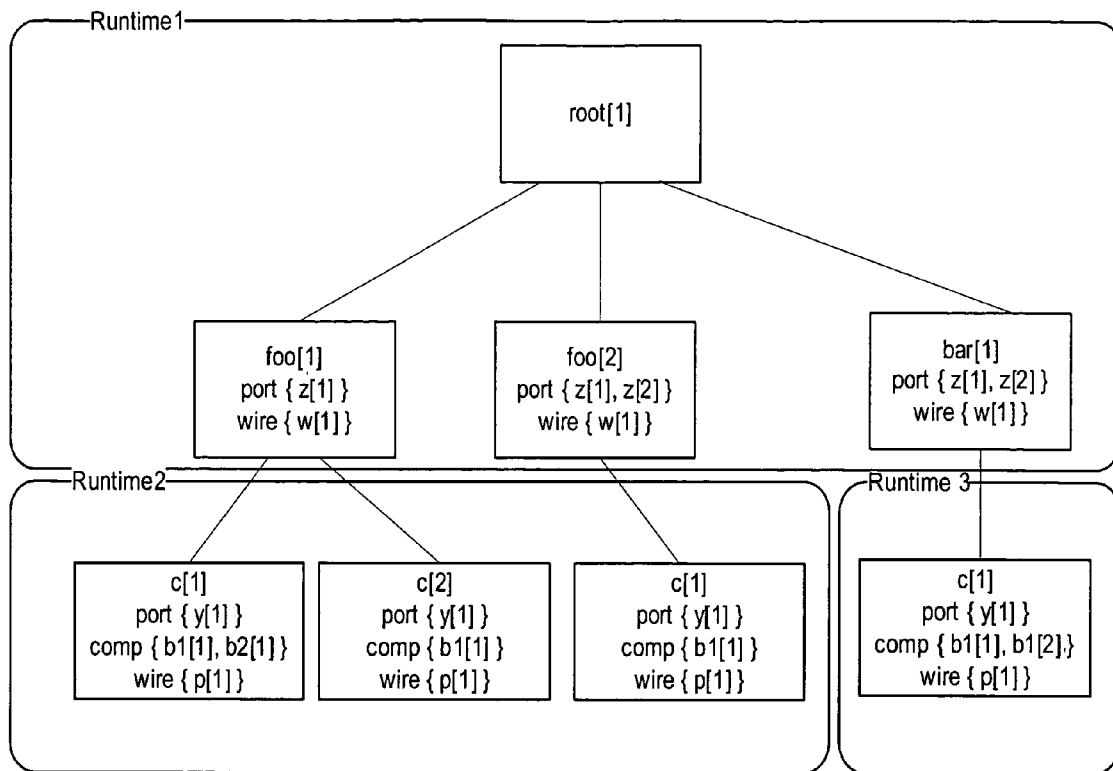 Runtime1
root[1]
foo[1]
port { z[1] }
wire { w[1] }
foo[2]
port { z[1], z[2] }
wire { w[1] }
bar[1]
port { z[1], z[2] }
wire { w[1] }
Runtime2
c[1]
port { y[1] }
comp { b1[1], b2[1] }
wire { p[1] }
c[2]
port { y[1] }
comp { b1[1] }
wire { p[1] }
c[1]
port { y[1] }
comp { b1[1] }
wire { p[1] }
Runtime 3
c[1]
port { y[1] }
comp { b1[1], b1[2] }
wire { p[1] }